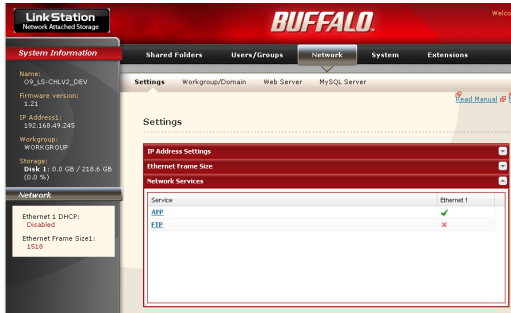 LinkStation
Network Attached Storage
BUFFALO.
Welco
System Information
Shared Folders
Users/Groups
Network
System
Extensions
Name:
O9_LS-CHLV2_DEV
Firmware version:
1.21
IP Address1:
192.168.49.245
Workgroup:
WORKGROUP
Storage:
Disk 1: 0.0 GB / 218.6 GB
(0.0 %)
Network
Ethernet 1 DHCP:
Disabled
Ethernet Frame Size1:
1518
Settings
Workgroup/Domain
Web Server
MySQL Server
Read Manual
Settings
IP Address Settings
Ethernet Frame Size
Network Services
Service
Ethernet 1
AFP
FTP